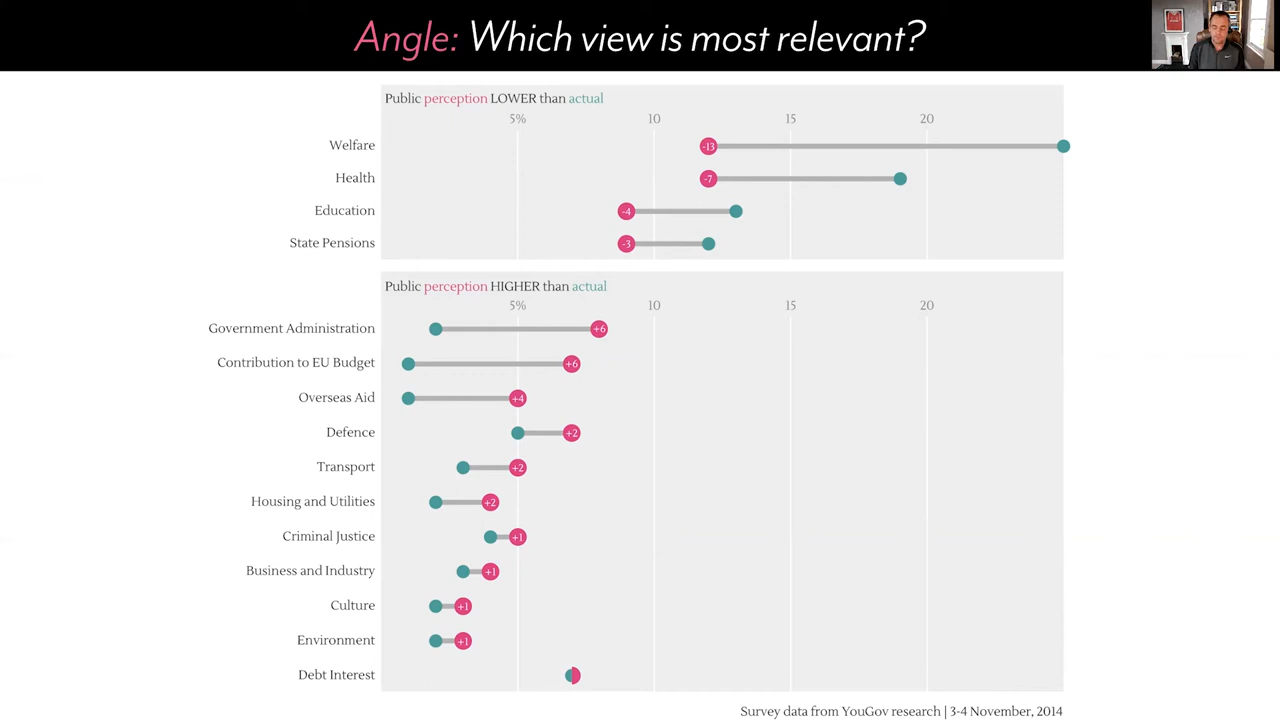 Angle: Which view is most relevant?
Public perception LOWER than actual
5% 10 15 20
Welfare -13
Health -7
Education -4
State Pensions -3
Public perception HIGHER than actual
5% 10 15 20
Government Administration +6
Contribution to EU Budget +6
Overseas Aid +4
Defence +2
Transport +2
Housing and Utilities +2
Criminal Justice +1
Business and Industry +1
Culture +1
Environment +1
Debt Interest
Survey data from YouGov research | 3-4 November, 2014